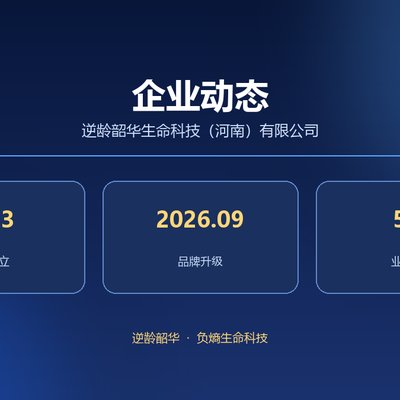 企业动态
逆龄韶华生命科技（河南）有限公司
3
2026.09
5
立
品牌升级
业
逆龄韶华 · 负熵生命科技